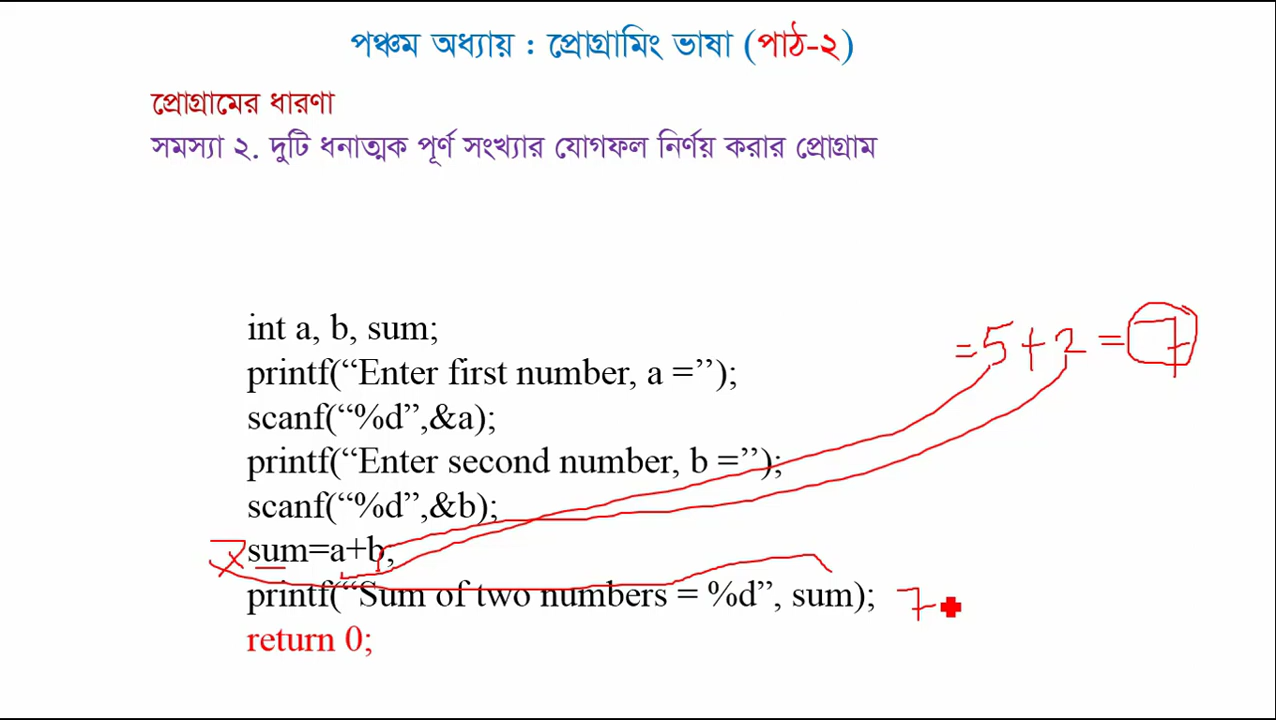 পঞ্চম অধ্যায় : প্রোগ্রামিং ভাষা (পাঠ-২)
প্রোগ্রামের ধারণা
সমস্যা ২. দুটি ধনাত্মক পূর্ণ সংখ্যার যোগফল নির্ণয় করার প্রোগ্রাম
int a, b, sum;
= 5 + 2 = 7
printf(“Enter first number, a =”);
scanf(“%d”,&a);
printf(“Enter second number, b =”);
scanf(“%d”,&b);
7 sum=a+b;
printf(“Sum of two numbers = %d”, sum); 7
return 0;